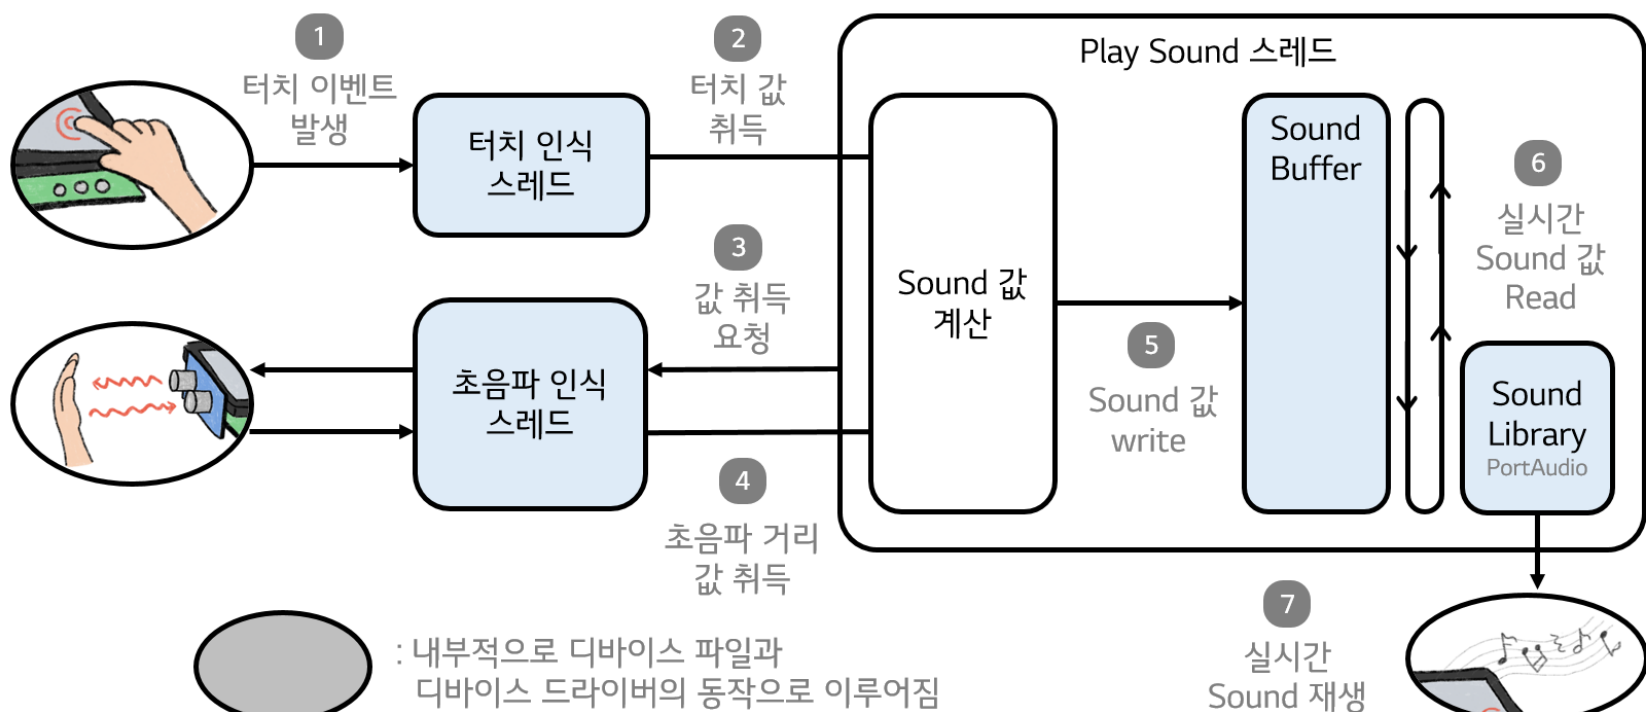 1
터치 이벤트
발생
2
터치 값
취득
Play Sound 스레드
터치 인식
스레드
3
값 취득
요청
초음파 인식
스레드
4
초음파 거리
값 취득
Sound 값
계산
5
Sound 값
write
Sound
Buffer
6
실시간
Sound 값
Read
Sound
Library
PortAudio
7
실시간
Sound 재생
: 내부적으로 디바이스 파일과
디바이스 드라이버의 동작으로 이루어짐